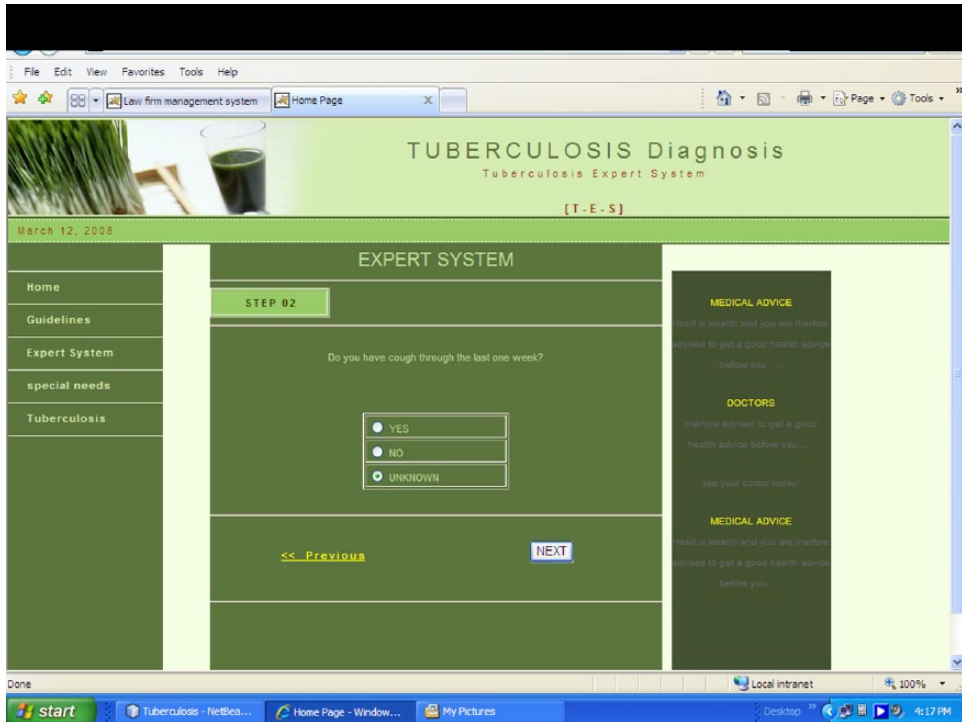 File Edit View Favorites Tools Help
Law firm management system Home Page X Page Tools
TUBERCULOSIS Diagnosis
Tuberculosis Expert System
[T-E-S]
March 12, 2008
EXPERT SYSTEM
Home
Guidelines
Expert System
special needs
Tuberculosis
STEP 02
Do you have cough through the last one week?
YES
NO
UNKNOWN
<< Previous
NEXT
MEDICAL ADVICE
is wealth and you are therfore
advised to get a good health advice
before you .....
DOCTORS
therfore advised to get a good
health advice before you .....
see your doctor today!
MEDICAL ADVICE
is wealth and you are therfore
advised to get a good health advice
before you .....
Done Local intranet 100%
start Tuberculosis - NetBea... Home Page - Window... My Pictures Desktop 4:17 PM